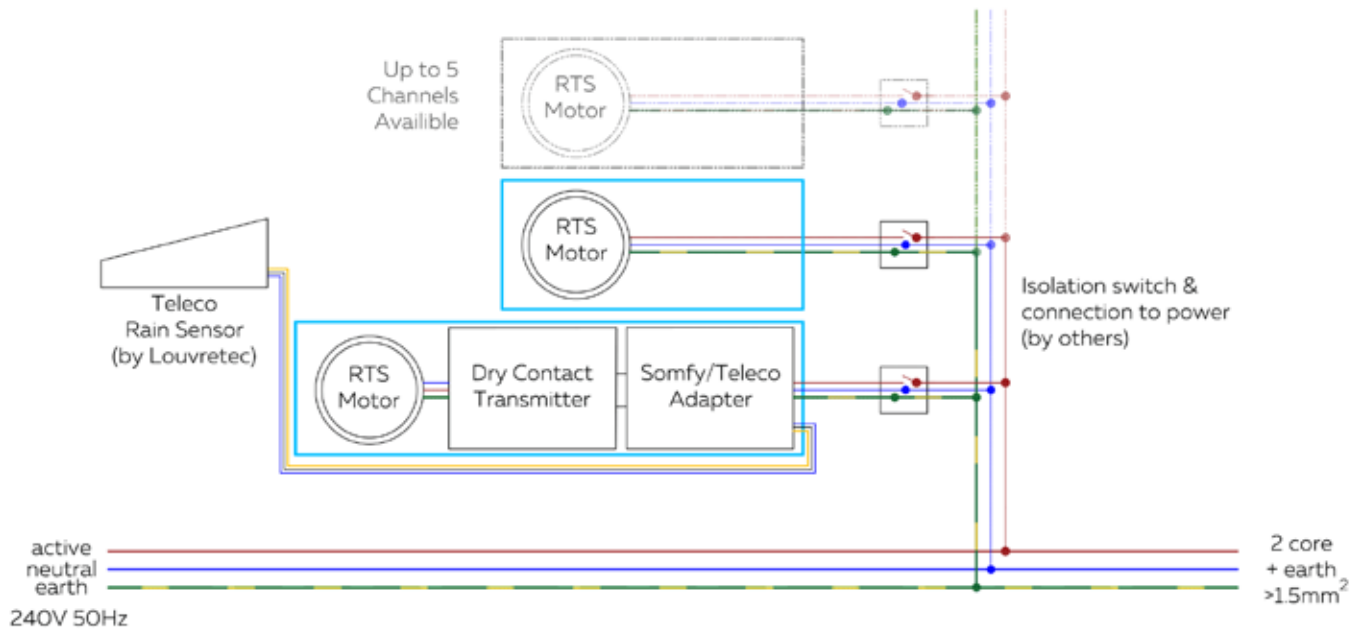 Up to 5
Channels
Availible
RTS
Motor
RTS
Motor
Teleco
Rain Sensor
(by Louvretec)
RTS
Motor
Dry Contact
Transmitter
Somfy/Teleco
Adapter
Isolation switch &
connection to power
(by others)
active
neutral
earth
240V 50Hz
2 core
+ earth
>1.5mm²